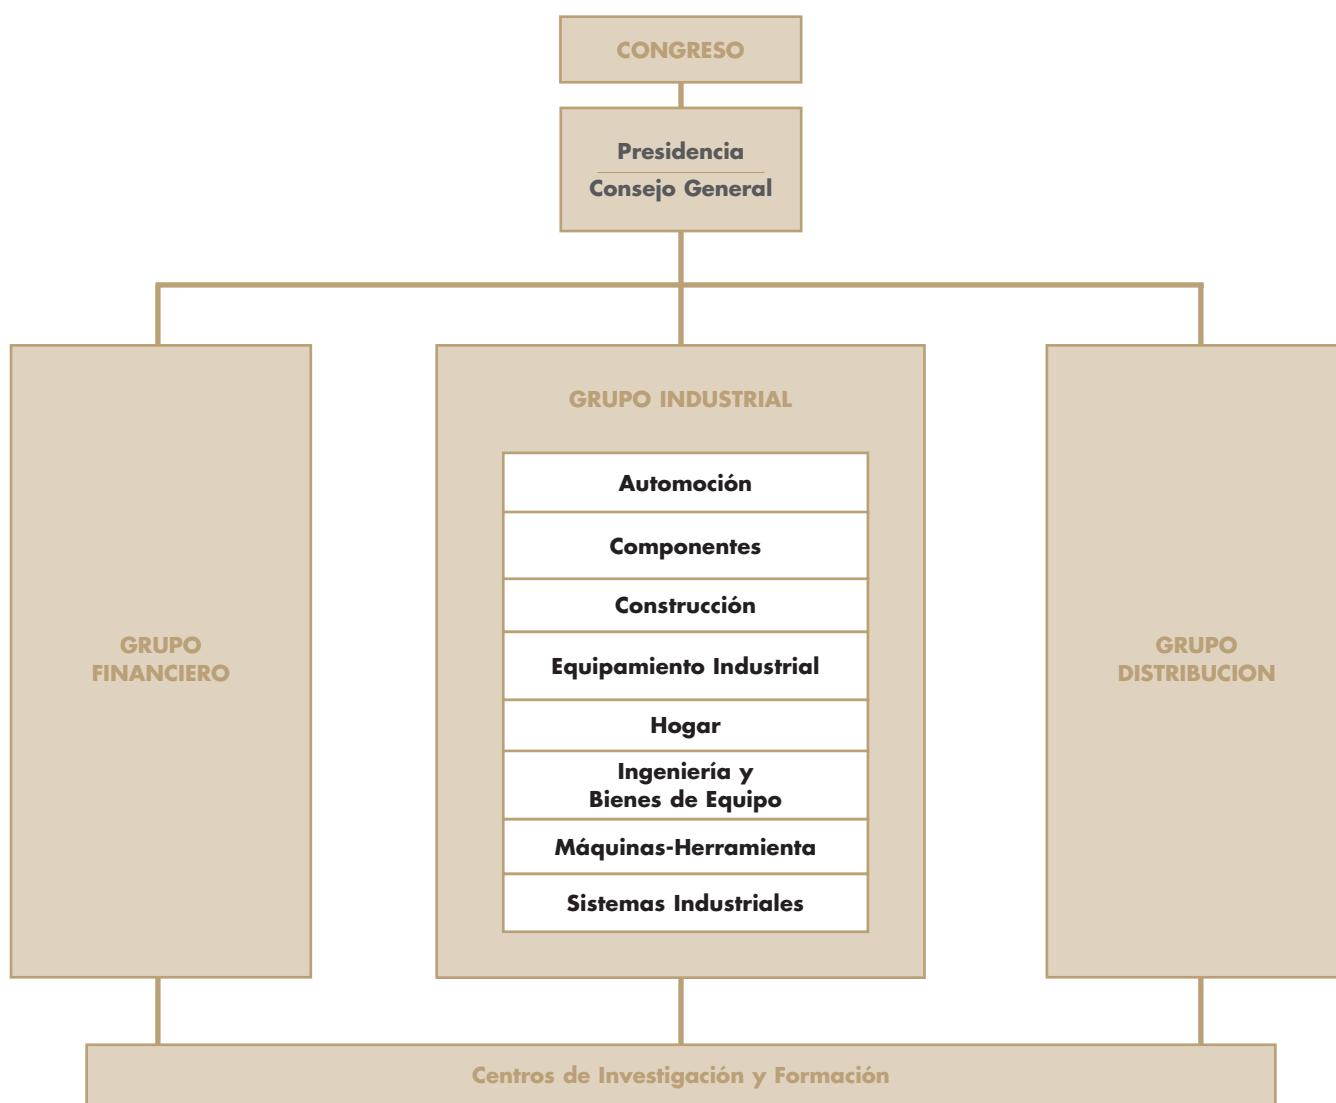 CONGRESO
Presidencia
Consejo General
GRUPO INDUSTRIAL
Automoción
Componentes
Construcción
Equipamiento Industrial
Hogar
Ingeniería y
Bienes de Equipo
Máquinas-Herramienta
Sistemas Industriales
GRUPO
FINANCIERO
GRUPO
DISTRIBUCION
Centros de Investigación y Formación